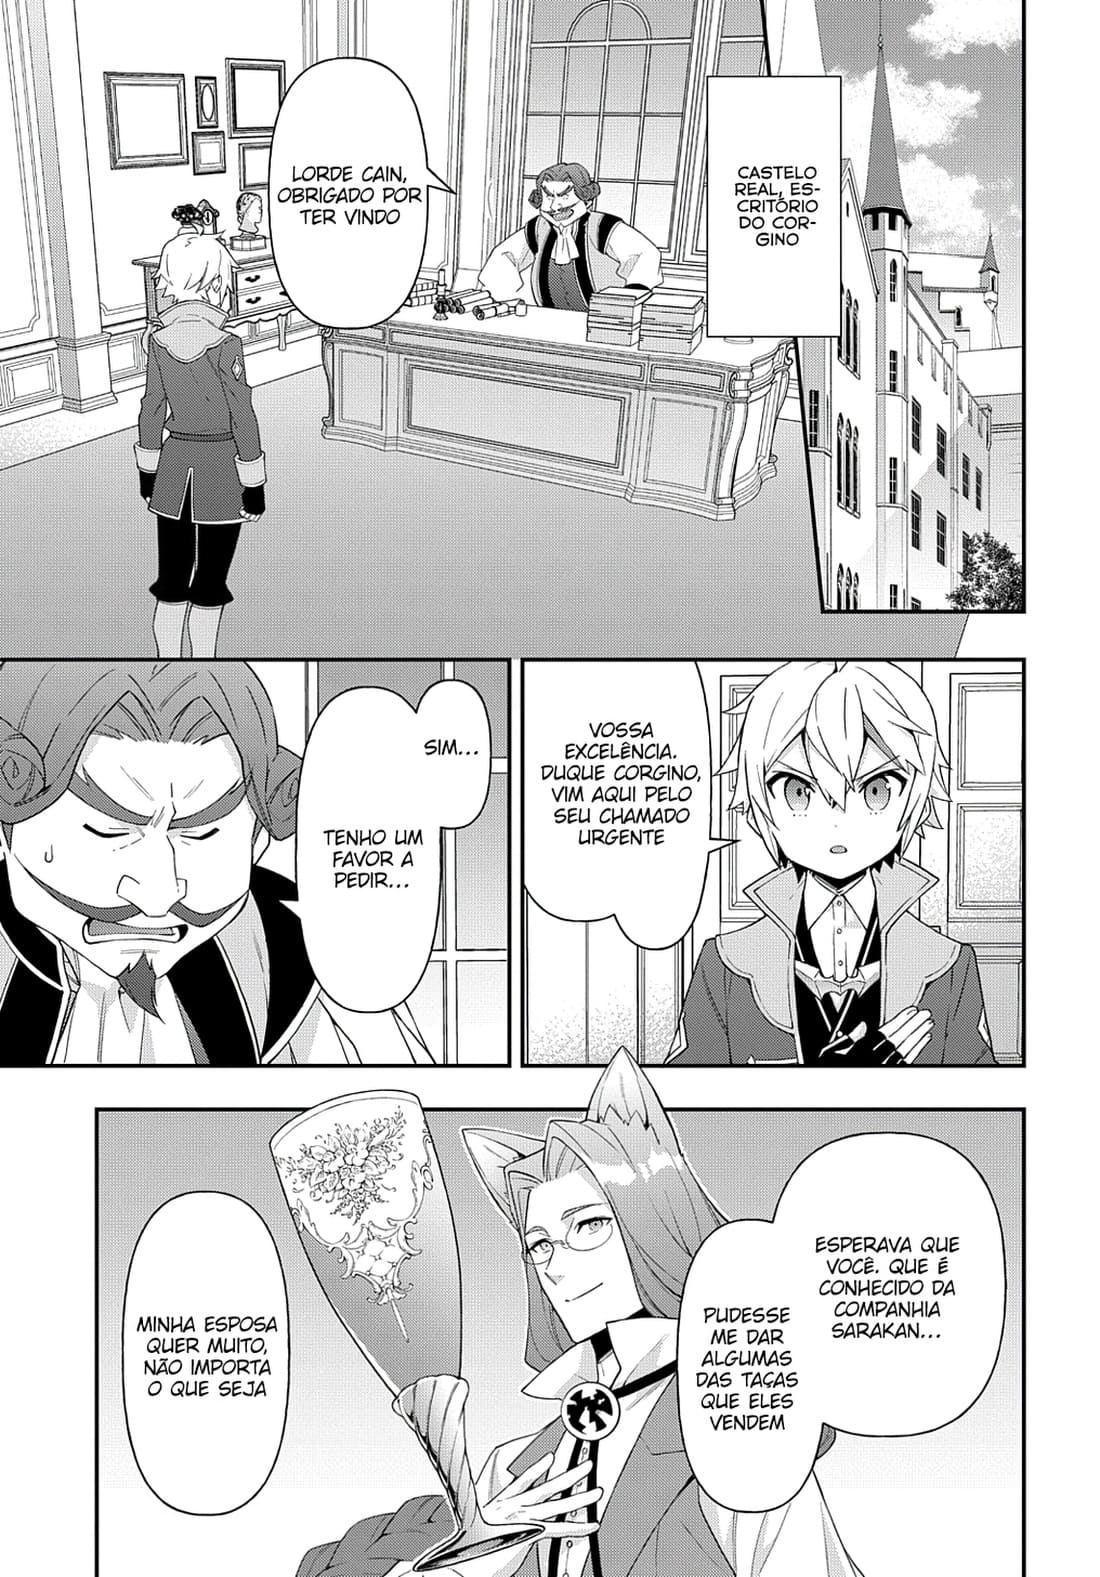 CASTELO
REAL, ES-
CRITÓRIO
DO COR-
GINO
LORDE CAIN,
OBRIGADO POR
TER VINDO
VOSSA
EXCELÊNCIA.
DUQUE CORGINO,
VIM AQUI PELO
SEU CHAMADO
URGENTE
SIM...
TENHO UM
FAVOR A
PEDIR...
ESPERAVA QUE
VOCÊ. QUE É
CONHECIDO DA
COMPANHIA
SARAKAN...
PUDESSE
ME DAR
ALGUMAS
DAS TAÇAS
QUE ELES
VENDEM
MINHA ESPOSA
QUER MUITO,
NÃO IMPORTA
O QUE SEJA